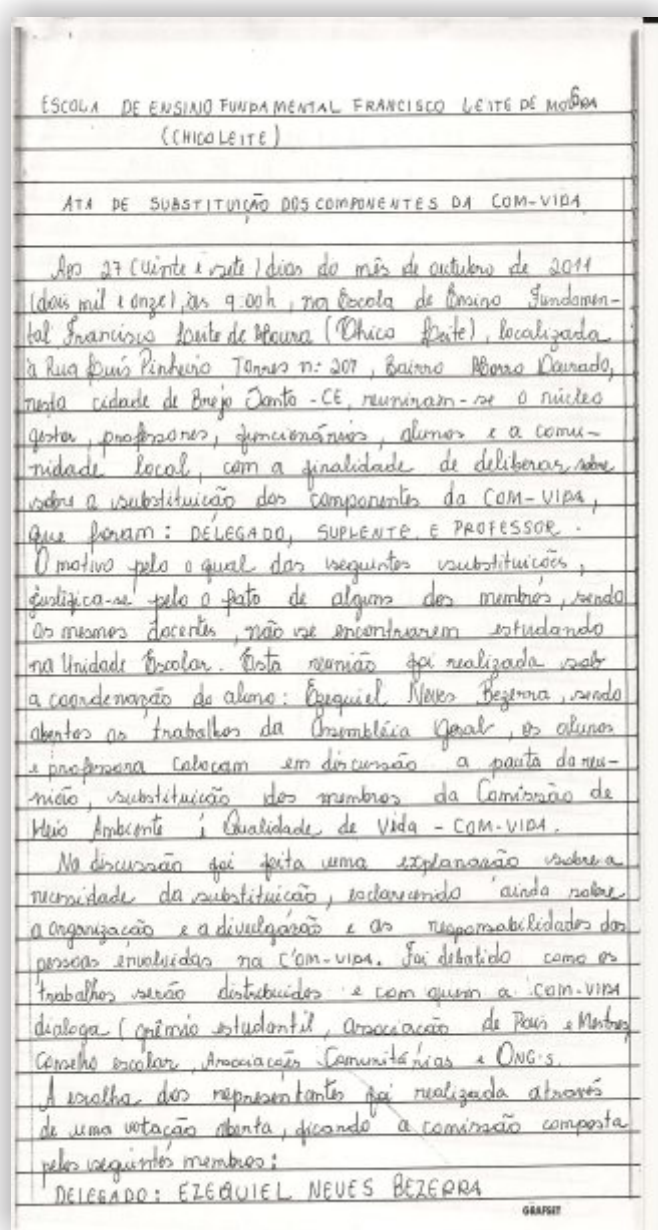 ESCOLA DE ENSINO FUNDAMENTAL FRANCISCO LEITE DE MOURA
(CHICO LEITE)
ATA DE SUBSTITUIÇÃO DOS COMPONENTES DA COM-VIDA
Aos 27 (vinte e sete) dias do mês de outubro de 2011
(dois mil e onze), às 9:00h, na Escola de Ensino Fundamen-
tal Francisco Leite de Moura (Chico Leite), localizada
à Rua Luís Pinheiro Torres nº: 207, Bairro Morro Dourado,
nesta cidade de Brejo Santo - CE, reuniram-se o núcleo
gestor, professores, funcionários, alunos e a comu-
nidade local, com a finalidade de deliberar sobre
sobre a substituição dos componentes da COM-VIDA,
que foram: DELEGADO, SUPLENTE E PROFESSOR.
O motivo pelo o qual das seguintes substituições,
justifica-se pelo o fato de alguns dos membros, sendo
os mesmos docentes, não se encontrarem estudando
na Unidade Escolar. Esta reunião foi realizada sob
a coordenação do aluno: Ezequiel Neves Bezerra, sendo
abertos os trabalhos da Assembléia Geral, os alunos
e professora colocam em discussão a pauta da reu-
nião, substituição dos membros da Comissão de
Meio Ambiente e Qualidade de Vida - COM-VIDA.
Na discussão foi feita uma explanação sobre a
necessidade da substituição, esclarecendo ainda sobre
a organização e a divulgação e as responsabilidades das
pessoas envolvidas na COM-VIDA. Foi debatido como os
trabalhos serão distribuidos e com quem a COM-VIDA
dialoga (grêmio estudantil, Associação de Pais e Mestres,
Conselho escolar, Associações Comunitárias e ONG'S.
A escolha dos representantes foi realizada através
de uma votação aberta, ficando a comissão composta
pelos seguintes membros:
DELEGADO: EZEQUIEL NEVES BEZERRA
GRAFSET